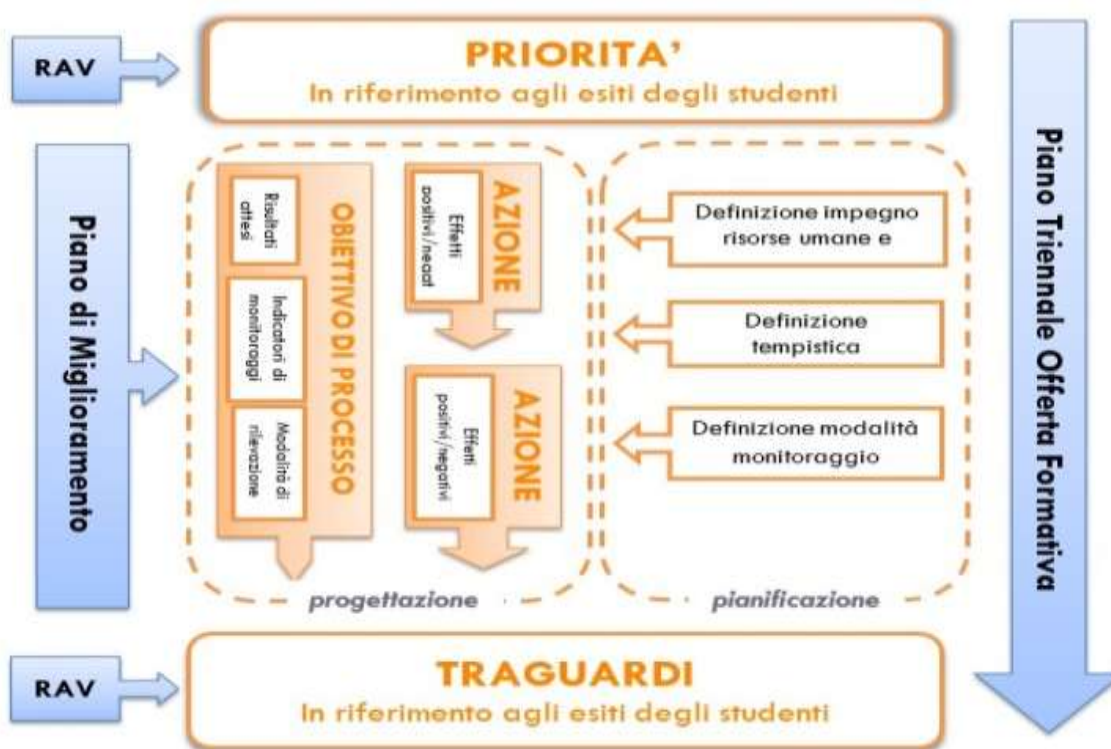 RAV
PRIORITA'
In riferimento agli esiti degli studenti
Piano di Miglioramento
OBIETTIVO DI PROCESSO
Risultati
attesi
Indicatori di
monitoraggi
Modalità di
rilevazione
AZIONE
Effetti
positivi/negat
AZIONE
Effetti
positivi/negativi
progettazione
Definizione impegno
risorse umane e
Definizione
tempistica
Definizione modalità
monitoraggio
pianificazione
Piano Triennale Offerta Formativa
RAV
TRAGUARDI
In riferimento agli esiti degli studenti